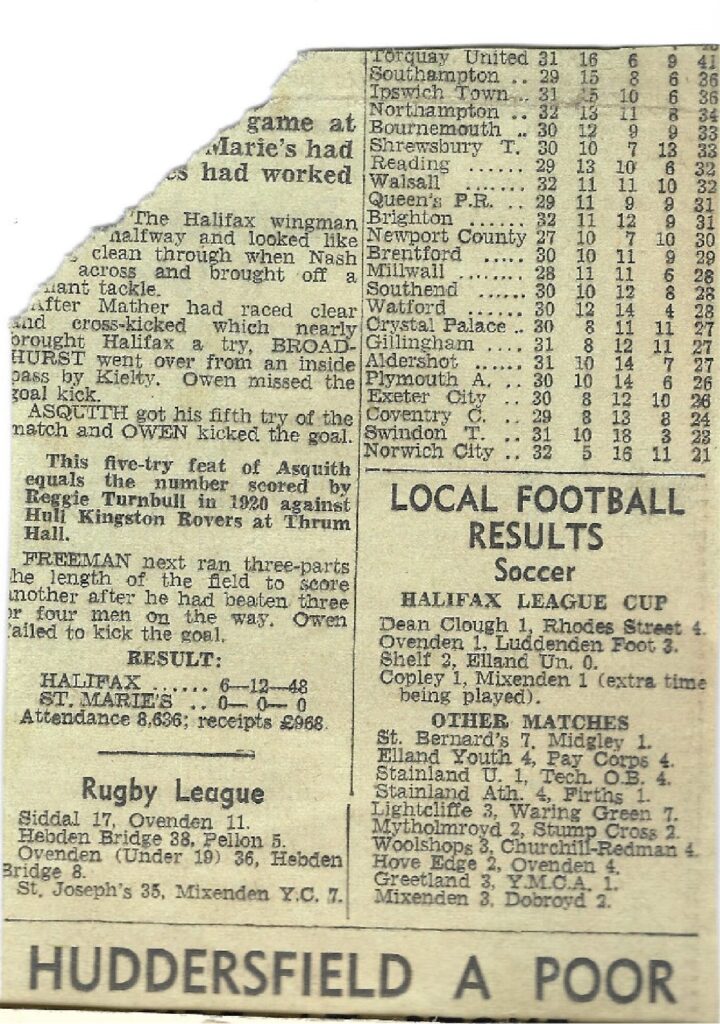 game at
Marie's had
had worked
The Halifax wingman
halfway and looked like
clean through when Nash
across and brought off a
tackle.
After Mather had raced clear
and cross-kicked which nearly
brought Halifax a try, BROAD-
HURST went over from an inside
pass by Kielty. Owen missed the
goal kick.
ASQUITH got his fifth try of the
match and OWEN kicked the goal.
This five-try feat of Asquith
equals the number scored by
Reggie Turnbull in 1920 against
Hull Kingston Rovers at Thrum
Hall.
FREEMAN next ran three-parts
the length of the field to score
another after he had beaten three
or four men on the way. Owen
failed to kick the goal.
RESULT:
HALIFAX ...... 6—12—48
ST. MARIE'S .. 0— 0— 0
Attendance 8,636; receipts £968.
Rugby League
Siddal 17, Ovenden 11.
Hebden Bridge 38, Pellon 5.
Ovenden (Under 19) 36, Hebden
Bridge 8.
St. Joseph's 35, Mixenden Y.C. 7.
Torquay United 31 16 6 9 41
Southampton .. 29 15 8 6 36
Ipswich Town .. 31 15 10 6 36
Northampton .. 32 13 11 8 34
Bournemouth .. 30 12 9 9 33
Shrewsbury T. 30 10 7 13 33
Reading ...... 29 13 10 6 32
Walsall ....... 32 11 11 10 32
Queen's P.R. .. 29 11 9 9 31
Brighton ...... 32 11 12 9 31
Newport County 27 10 7 10 30
Brentford ..... 30 10 11 9 29
Millwall ........ 28 11 11 6 28
Southend ...... 30 10 12 8 28
Watford ...... 30 12 14 4 28
Crystal Palace .. 30 8 11 11 27
Gillingham .... 31 8 12 11 27
Aldershot ...... 31 10 14 7 27
Plymouth A. .. 30 10 14 6 26
Exeter City .. 30 8 12 10 26
Coventry C. .. 29 8 13 8 24
Swindon T. .. 31 10 18 3 23
Norwich City .. 32 5 16 11 21
LOCAL FOOTBALL
RESULTS
Soccer
HALIFAX LEAGUE CUP
Dean Clough 1, Rhodes Street 4.
Ovenden 1, Luddenden Foot 3.
Shelf 2, Elland Un. 0.
Copley 1, Mixenden 1 (extra time
being played).
OTHER MATCHES
St. Bernard's 7, Midgley 1.
Elland Youth 4, Pay Corps 4.
Stainland U. 1, Tech. O.B. 4.
Stainland Ath. 4, Firths 1.
Lightcliffe 3, Waring Green 7.
Mytholmroyd 2, Stump Cross 2.
Woolshops 3, Churchill-Redman 4.
Hove Edge 2, Ovenden 4.
Greetland 3, Y.M.C.A. 1.
Mixenden 3, Dobroyd 2.
HUDDERSFIELD A POOR